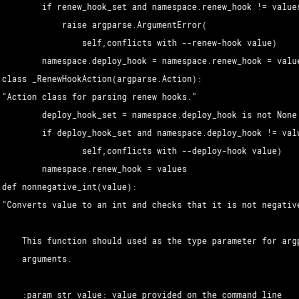 if renew_hook_set and namespace.renew_hook != values
raise argparse.ArgumentError(
self,conflicts with --renew-hook value)
namespace.deploy_hook = namespace.renew_hook = value
class _RenewHookAction(argparse.Action):
"Action class for parsing renew hooks."
deploy_hook_set = namespace.deploy_hook is not None
if deploy_hook_set and namespace.deploy_hook != valu
self,conflicts with --deploy-hook value)
namespace.renew_hook = values
def nonnegative_int(value):
"Converts value to an int and checks that it is not negative
This function should used as the type parameter for argp
arguments.
:param str value: value provided on the command line